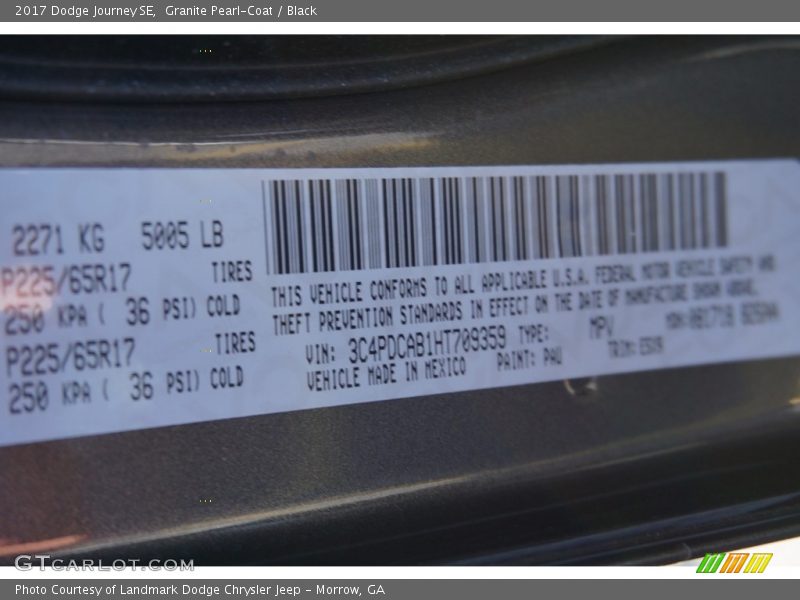 2017 Dodge Journey SE, Granite Pearl-Coat / Black
2271 KG 5005 LB
P225/65R17 TIRES
250 KPA ( 36 PSI) COLD
P225/65R17 TIRES
250 KPA ( 36 PSI) COLD
THIS VEHICLE CONFORMS TO ALL APPLICABLE U.S.A. FEDERAL MOTOR VEHICLE SAFETY AND
THEFT PREVENTION STANDARDS IN EFFECT ON THE DATE OF MANUFACTURE SHOWN ABOVE.
VIN: 3C4PDCAB1HT709359 TYPE: MPV
VEHICLE MADE IN MEXICO PAINT: PAU TRIM:
GTCARLOT.COM
Photo Courtesy of Landmark Dodge Chrysler Jeep - Morrow, GA